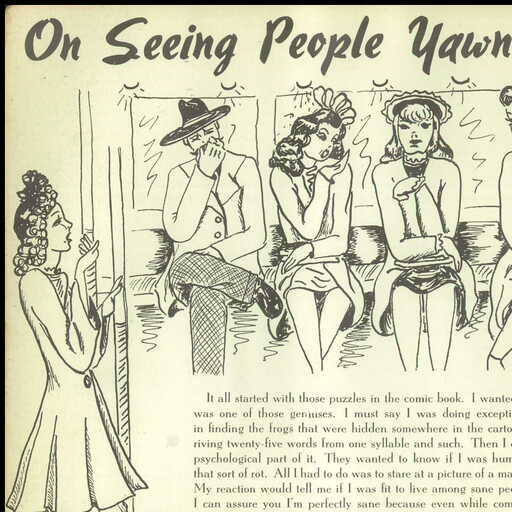 On Seeing People Yawn
It all started with those puzzles in the comic book. I wante
was one of those geniuses. I must say I was doing excepti
in finding the frogs that were hidden somewhere in the carto
riving twenty-five words from one syllable and such. Then I
psychological part of it. They wanted to know if I was hum
that sort of rot. All I had to do was to stare at a picture of a ma
My reaction would tell me if I was fit to live among sane pe
I can assure you I'm perfectly sane because even while com